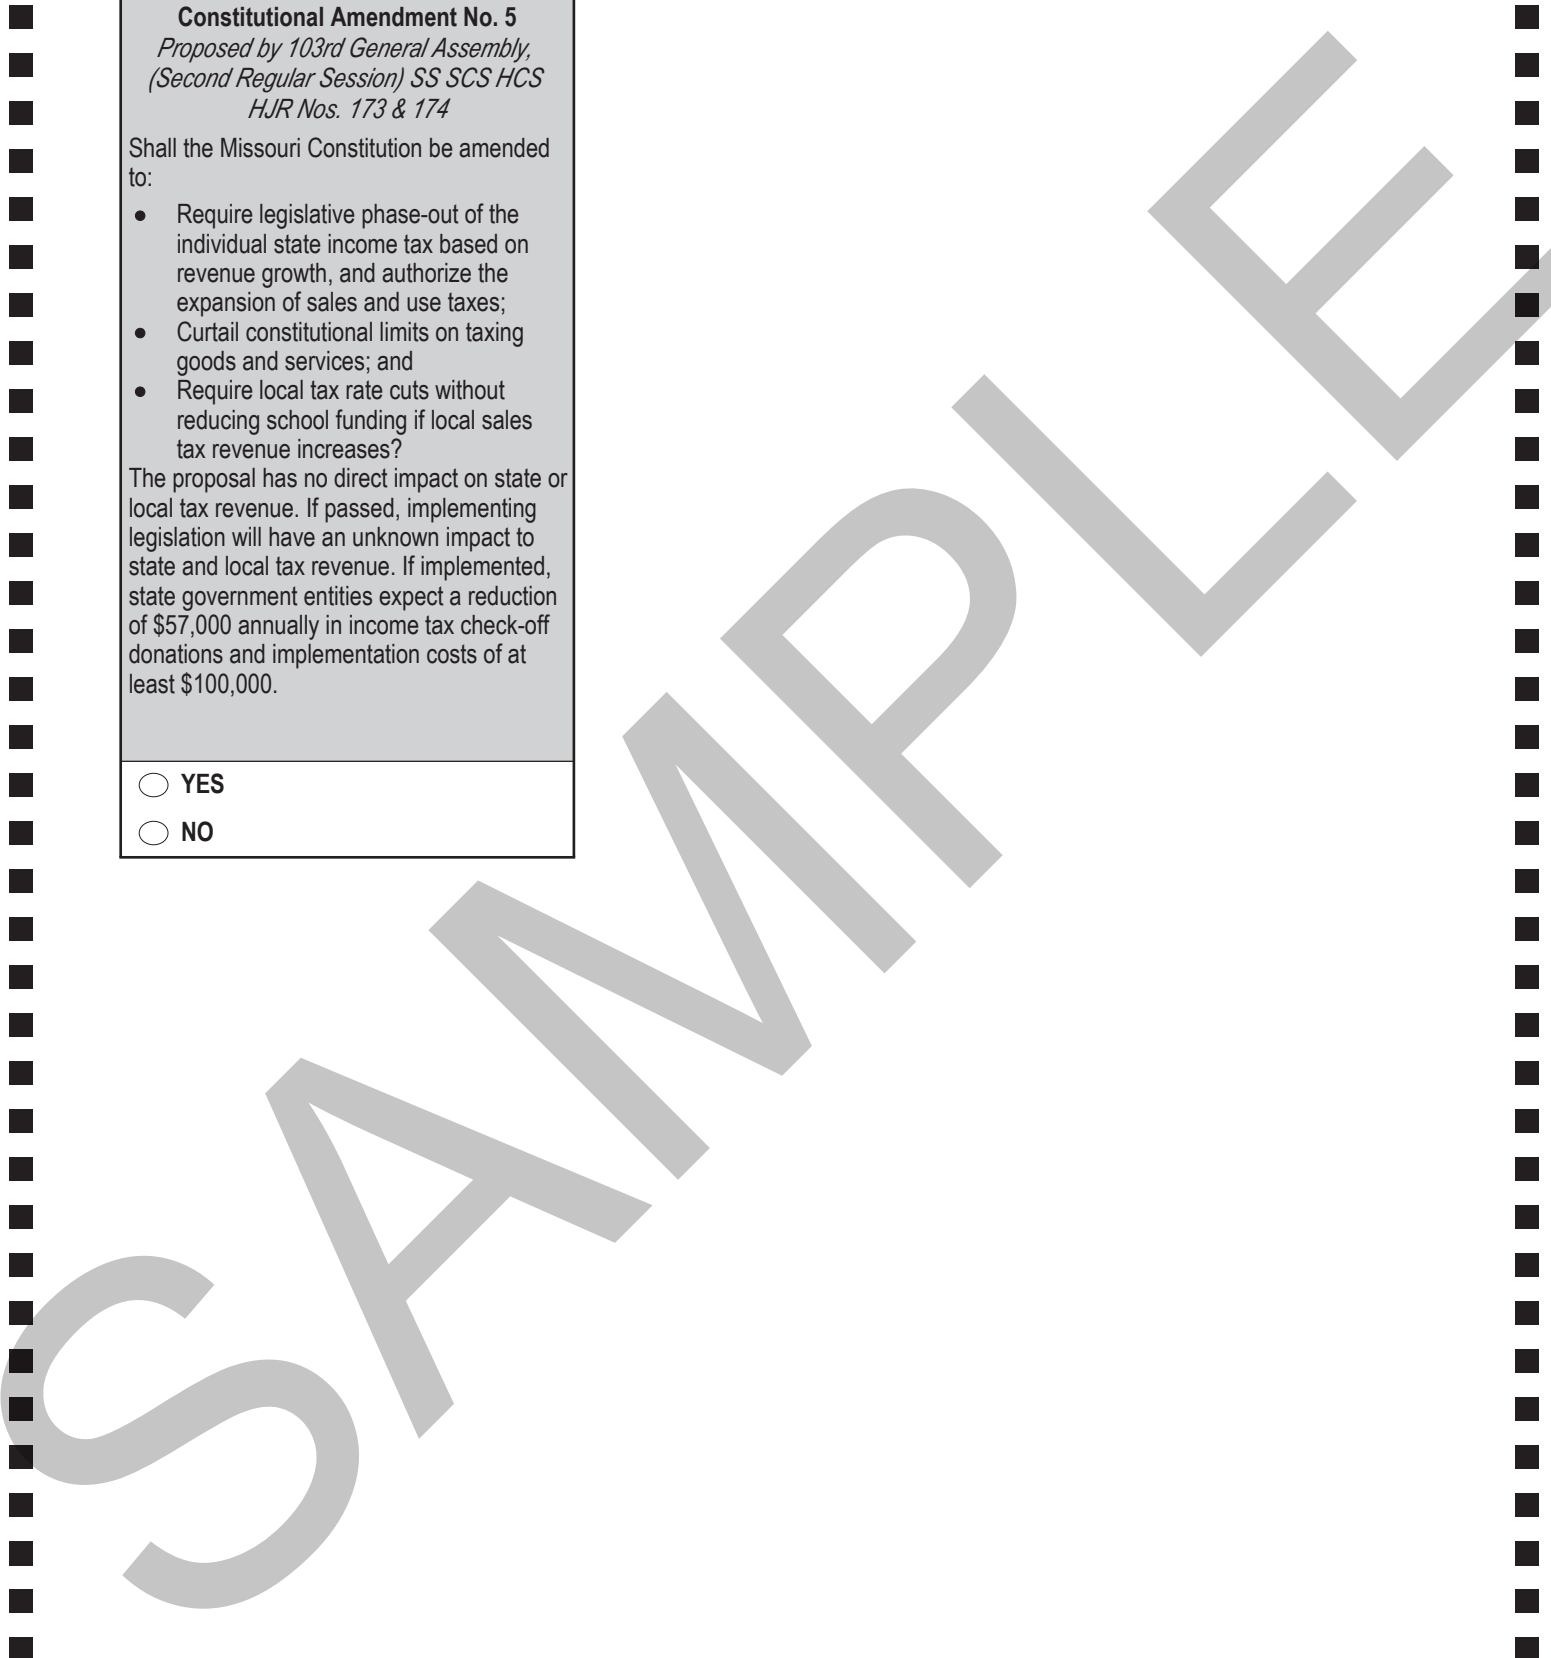 Constitutional Amendment No. 5
Proposed by 103rd General Assembly,
(Second Regular Session) SS SCS HCS
HJR Nos. 173 & 174
Shall the Missouri Constitution be amended
to:
● Require legislative phase-out of the
individual state income tax based on
revenue growth, and authorize the
expansion of sales and use taxes;
● Curtail constitutional limits on taxing
goods and services; and
● Require local tax rate cuts without
reducing school funding if local sales
tax revenue increases?
The proposal has no direct impact on state or
local tax revenue. If passed, implementing
legislation will have an unknown impact to
state and local tax revenue. If implemented,
state government entities expect a reduction
of $57,000 annually in income tax check-off
donations and implementation costs of at
least $100,000.
YES
NO
SAMPLE